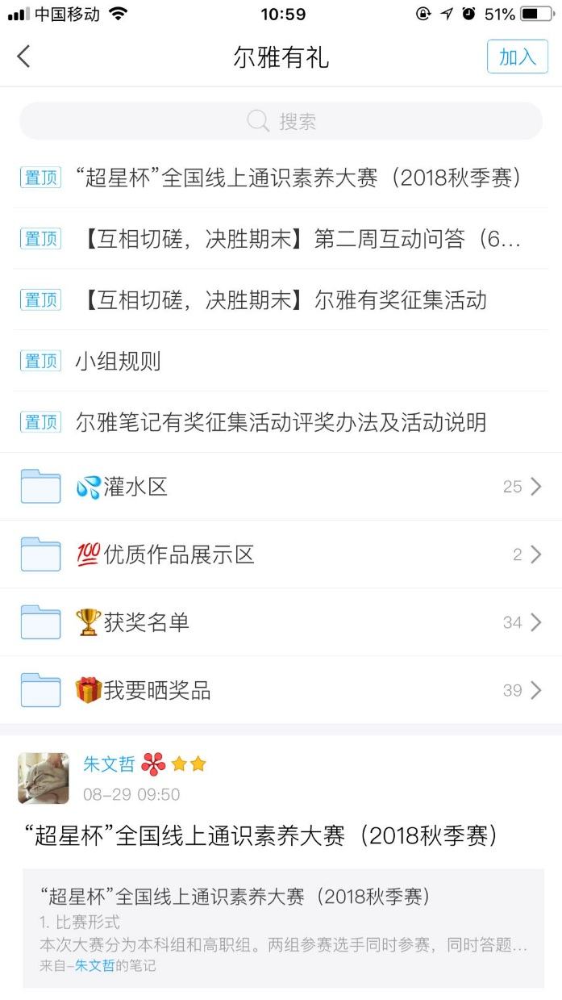 中国移动 10:59 51%
尔雅有礼 加入
搜索
置顶 “超星杯”全国线上通识素养大赛（2018秋季赛）
置顶 【互相切磋，决胜期末】第二周互动问答（6...
置顶 【互相切磋，决胜期末】尔雅有奖征集活动
置顶 小组规则
置顶 尔雅笔记有奖征集活动评奖办法及活动说明
💦灌水区 25
💯优质作品展示区 2
🏆获奖名单 34
🎁我要晒奖品 39
朱文哲
08-29 09:50
“超星杯”全国线上通识素养大赛（2018秋季赛）
“超星杯”全国线上通识素养大赛（2018秋季赛）
1. 比赛形式
本次大赛分为本科组和高职组。两组参赛选手同时参赛，同时答题...
来自-朱文哲的笔记